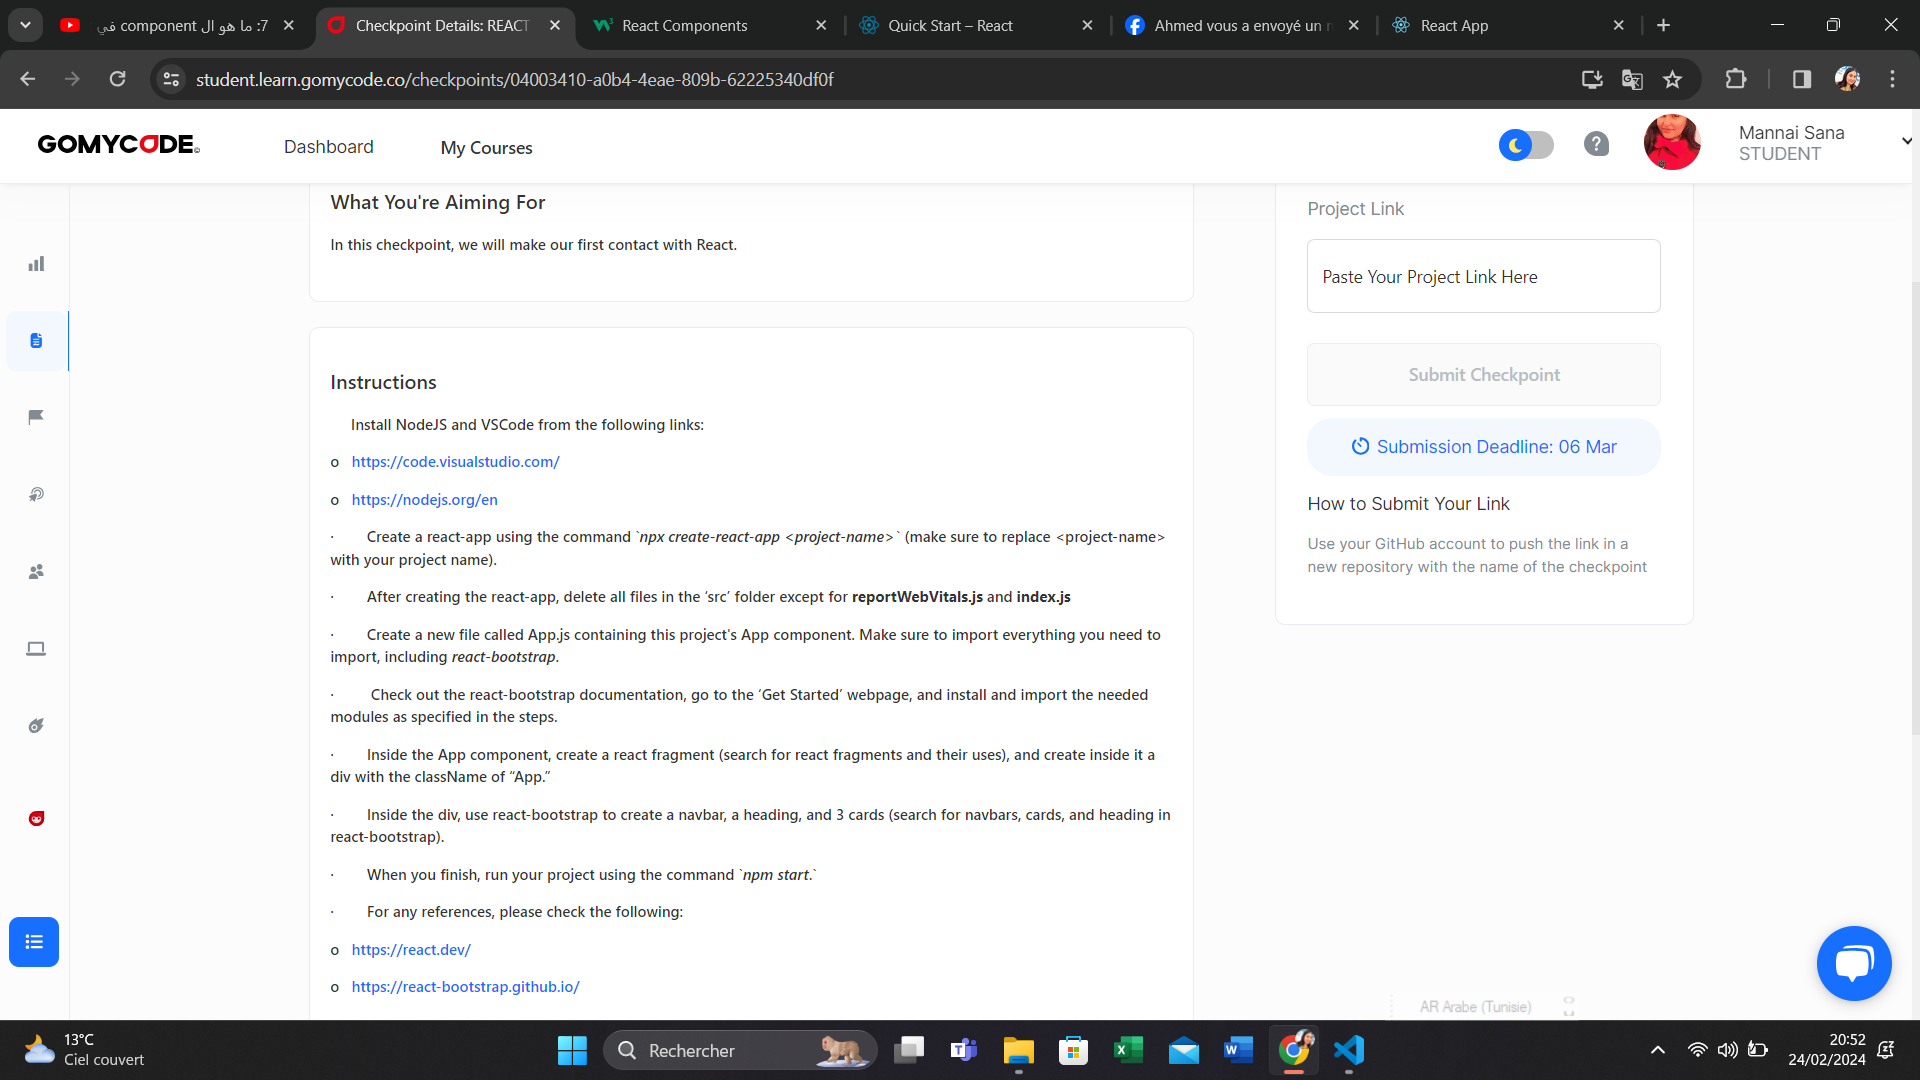 7: ما هو ال component في
Checkpoint Details: REACT
React Components
Quick Start – React
Ahmed vous a envoyé un n
React App
student.learn.gomycode.co/checkpoints/04003410-a0b4-4eae-809b-62225340df0f
GOMYCODE
Dashboard
My Courses
Mannai Sana
STUDENT
What You're Aiming For
In this checkpoint, we will make our first contact with React.
Project Link
Paste Your Project Link Here
Submit Checkpoint
Submission Deadline: 06 Mar
How to Submit Your Link
Use your GitHub account to push the link in a
new repository with the name of the checkpoint
Instructions
Install NodeJS and VSCode from the following links:
o https://code.visualstudio.com/
o https://nodejs.org/en
· Create a react-app using the command `npx create-react-app <project-name>` (make sure to replace <project-name>
with your project name).
· After creating the react-app, delete all files in the ‘src’ folder except for reportWebVitals.js and index.js
· Create a new file called App.js containing this project's App component. Make sure to import everything you need to
import, including react-bootstrap.
· Check out the react-bootstrap documentation, go to the ‘Get Started’ webpage, and install and import the needed
modules as specified in the steps.
· Inside the App component, create a react fragment (search for react fragments and their uses), and create inside it a
div with the className of “App.”
· Inside the div, use react-bootstrap to create a navbar, a heading, and 3 cards (search for navbars, cards, and heading in
react-bootstrap).
· When you finish, run your project using the command `npm start.`
· For any references, please check the following:
o https://react.dev/
o https://react-bootstrap.github.io/
AR Arabe (Tunisie)
13°C
Ciel couvert
Rechercher
20:52
24/02/2024